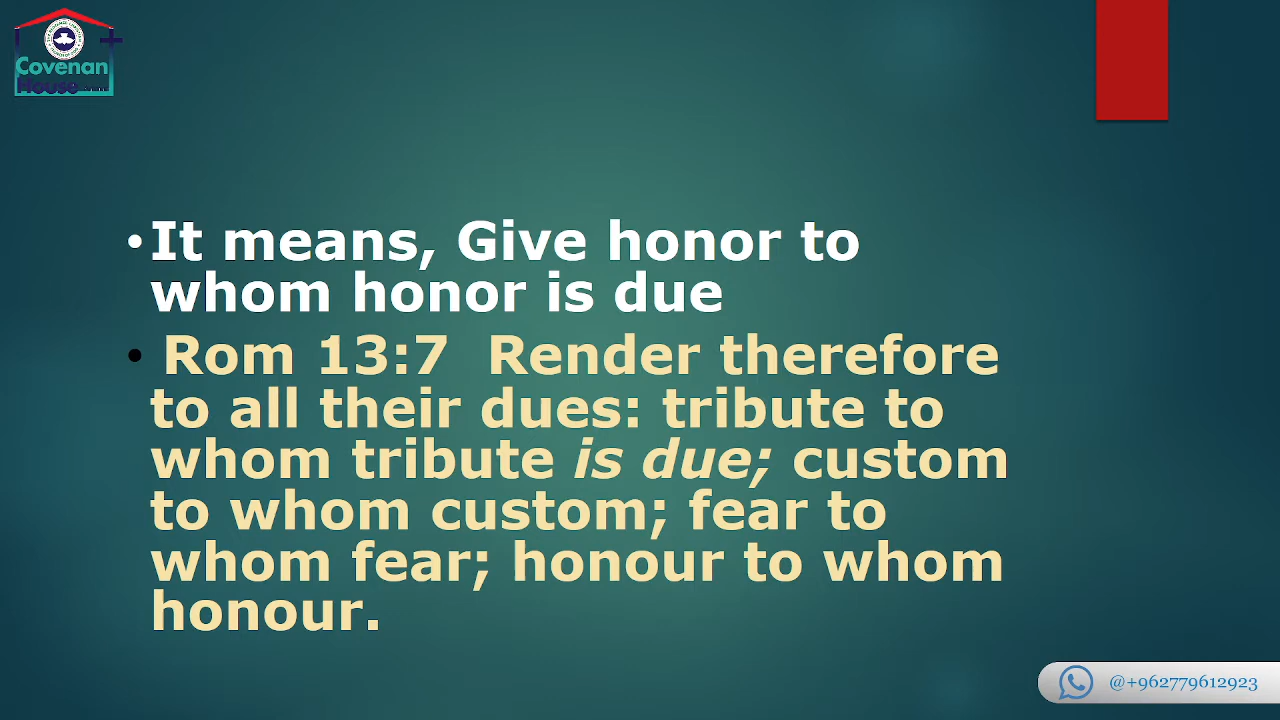 Covenan
House
•It means, Give honor to
whom honor is due
• Rom 13:7 Render therefore
to all their dues: tribute to
whom tribute is due; custom
to whom custom; fear to
whom fear; honour to whom
honour.
@+962779612923